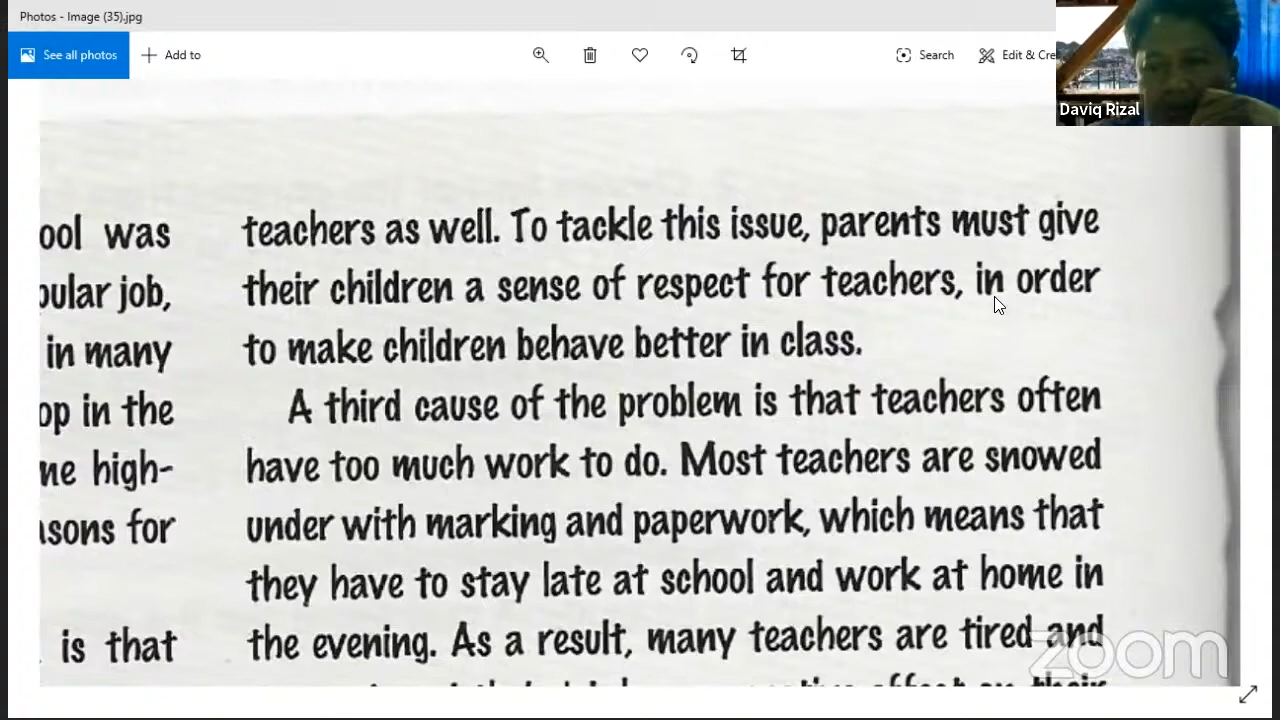 Photos - Image (35).jpg
See all photos
Add to
Search
Edit & Cre
Daviq Rizal
ool was
pular job,
in many
op in the
me high-
asons for
is that
teachers as well. To tackle this issue, parents must give
their children a sense of respect for teachers, in order
to make children behave better in class.
A third cause of the problem is that teachers often
have too much work to do. Most teachers are snowed
under with marking and paperwork, which means that
they have to stay late at school and work at home in
the evening. As a result, many teachers are tired and
effect on their
zoom